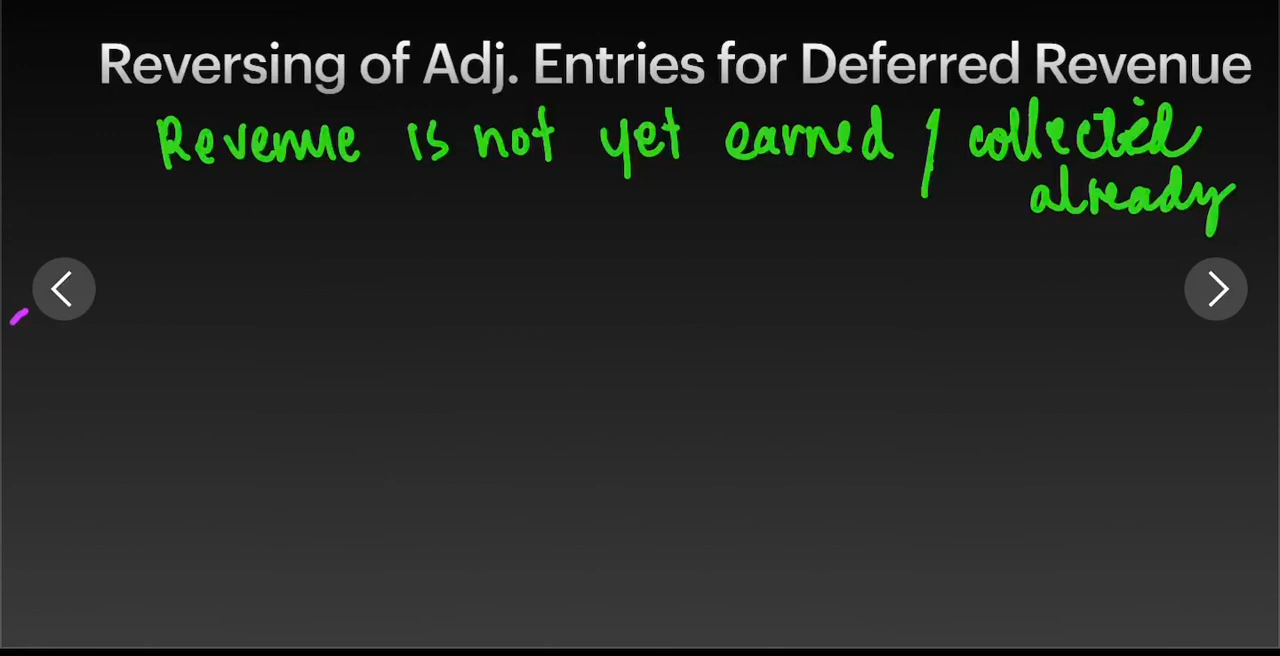 Reversing of Adj. Entries for Deferred Revenue
Revenue is not yet earned / collected
already